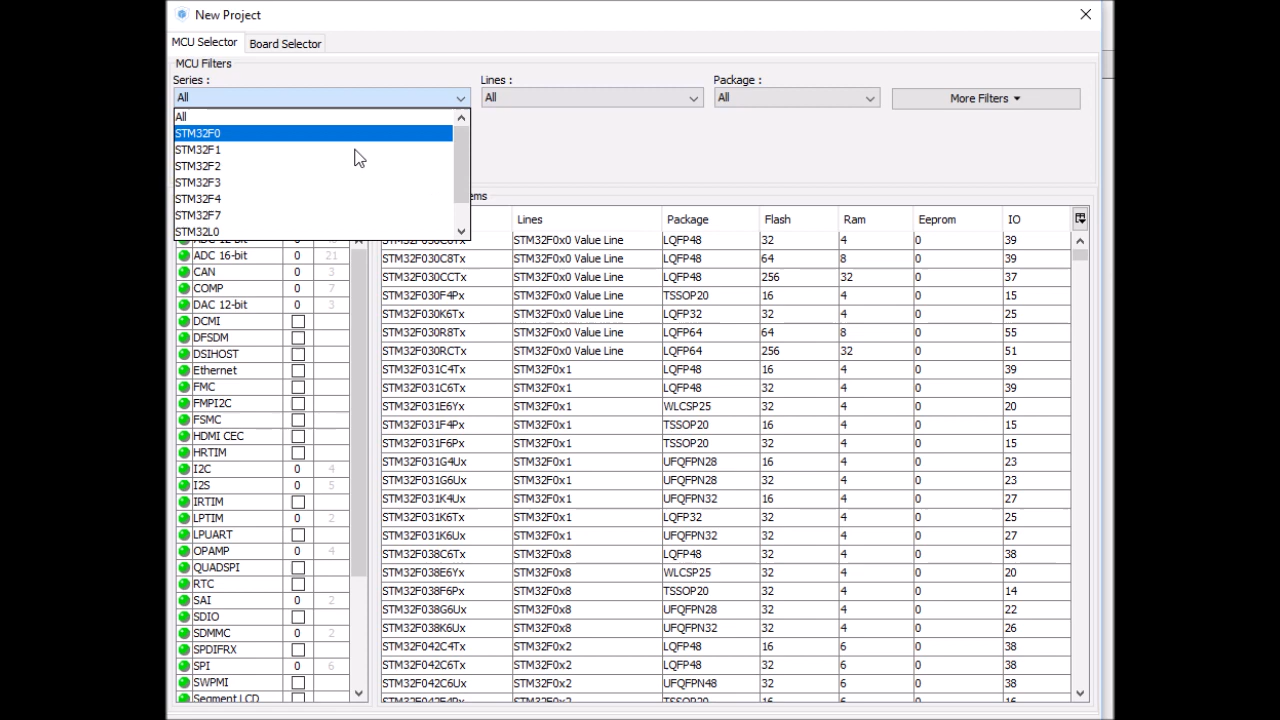 New Project
MCU Selector Board Selector
MCU Filters
Series : Lines : Package :
All All All More Filters
All
STM32F0
STM32F1
STM32F2
STM32F3
STM32F4
STM32F7
STM32L0
Lines Package Flash Ram Eeprom IO
STM32F0x0 Value Line LQFP48 32 4 0 39
ADC 16-bit 0 21 STM32F030C8Tx STM32F0x0 Value Line LQFP48 64 8 0 39
CAN 0 3 STM32F030CCTx STM32F0x0 Value Line LQFP48 256 32 0 37
COMP 0 7 STM32F030F4Px STM32F0x0 Value Line TSSOP20 16 4 0 15
DAC 12-bit 0 3 STM32F030K6Tx STM32F0x0 Value Line LQFP32 32 4 0 25
DCMI STM32F030R8Tx STM32F0x0 Value Line LQFP64 64 8 0 55
DFSDM STM32F030RCTx STM32F0x0 Value Line LQFP64 256 32 0 51
DSIHOST STM32F031C4Tx STM32F0x1 LQFP48 16 4 0 39
Ethernet STM32F031C6Tx STM32F0x1 LQFP48 32 4 0 39
FMC STM32F031E6Yx STM32F0x1 WLCSP25 32 4 0 20
FMPI2C STM32F031F4Px STM32F0x1 TSSOP20 16 4 0 15
FSMC STM32F031F6Px STM32F0x1 TSSOP20 32 4 0 15
HDMI CEC STM32F031G4Ux STM32F0x1 UFQFPN28 16 4 0 23
HRTIM STM32F031G6Ux STM32F0x1 UFQFPN28 32 4 0 23
I2C 0 4 STM32F031K4Ux STM32F0x1 UFQFPN32 16 4 0 27
I2S 0 5 STM32F031K6Tx STM32F0x1 LQFP32 32 4 0 25
IRTIM STM32F031K6Ux STM32F0x1 UFQFPN32 32 4 0 27
LPTIM 0 2 STM32F038C6Tx STM32F0x8 LQFP48 32 4 0 38
LPUART STM32F038E6Yx STM32F0x8 WLCSP25 32 4 0 20
OPAMP 0 4 STM32F038F6Px STM32F0x8 TSSOP20 32 4 0 14
QUADSPI STM32F038G6Ux STM32F0x8 UFQFPN28 32 4 0 22
RTC STM32F038K6Ux STM32F0x8 UFQFPN32 32 4 0 26
SAI 0 2 STM32F042C4Tx STM32F0x2 LQFP48 16 6 0 38
SDIO STM32F042C6Tx STM32F0x2 LQFP48 32 6 0 38
SDMMC 0 2 STM32F042C6Ux STM32F0x2 UFQFPN48 32 6 0 38
SPDIFRX
SPI 0 6
SWPMI
Segment LCD